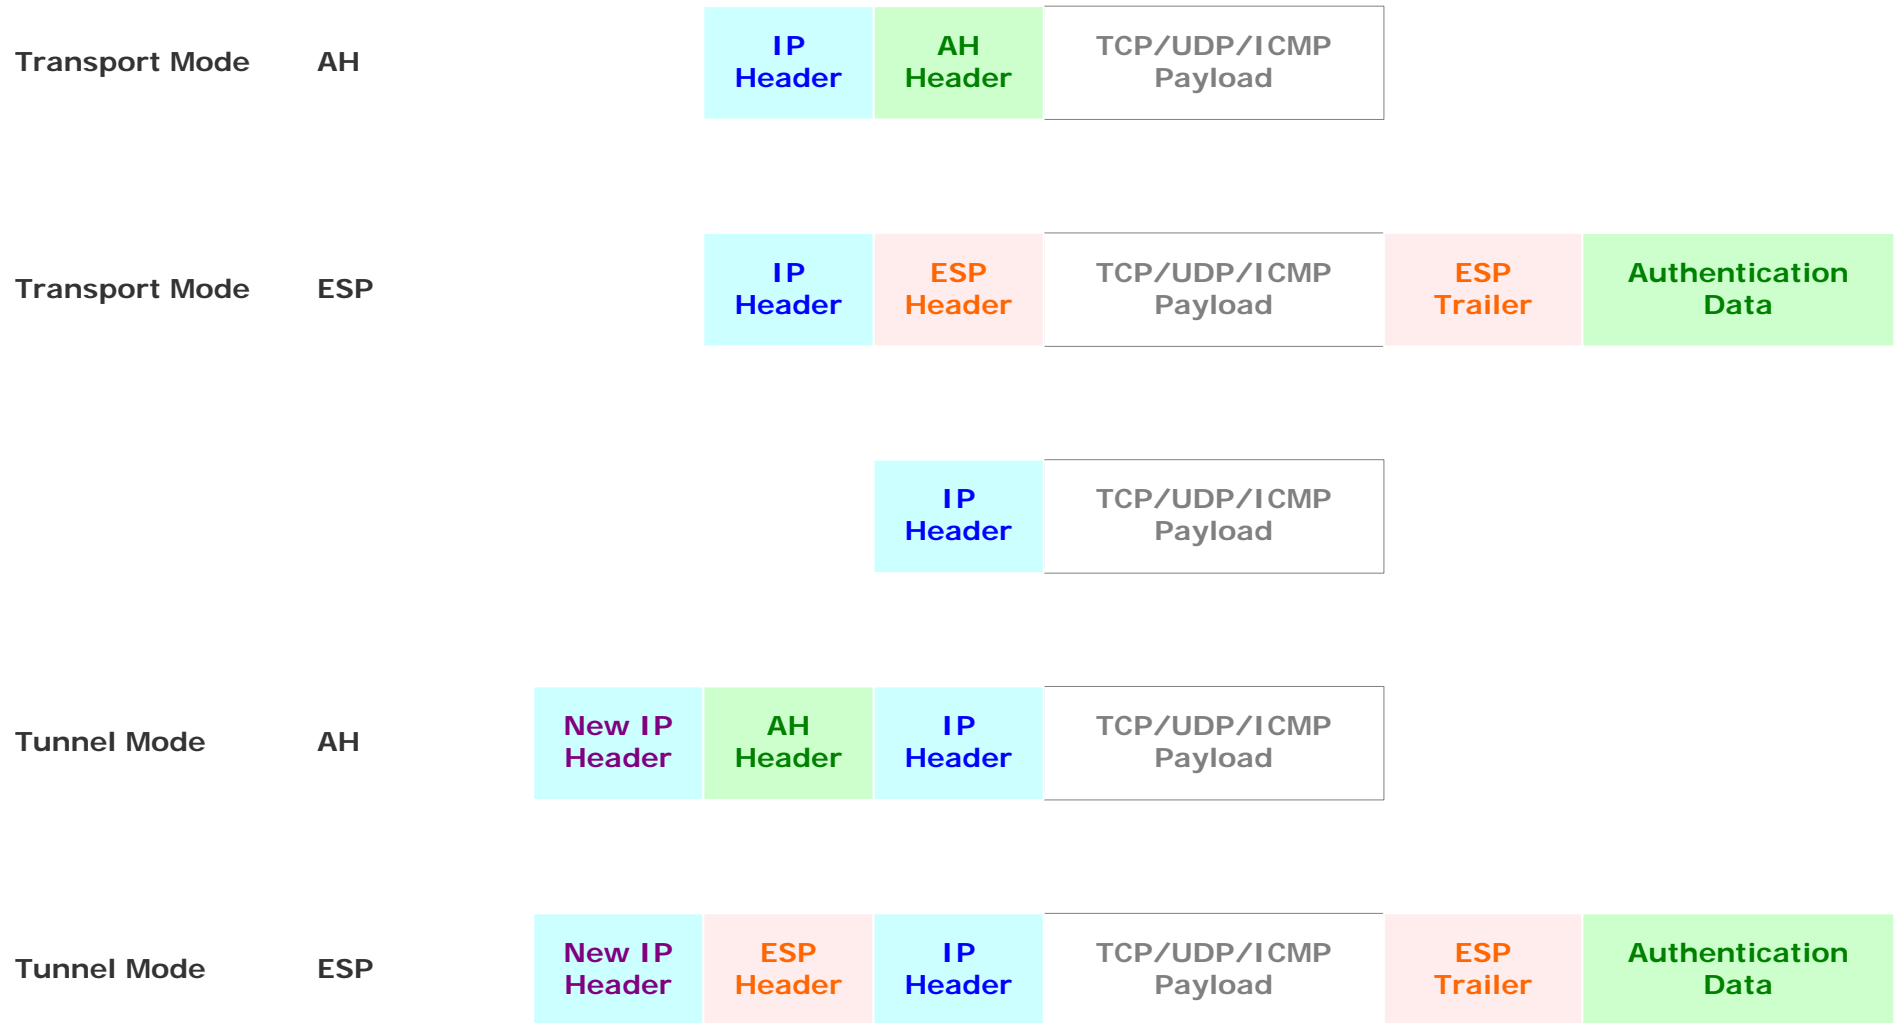 Transport Mode AH IP Header AH Header TCP/UDP/ICMP Payload
Transport Mode ESP IP Header ESP Header TCP/UDP/ICMP Payload ESP Trailer Authentication Data
IP Header TCP/UDP/ICMP Payload
Tunnel Mode AH New IP Header AH Header IP Header TCP/UDP/ICMP Payload
Tunnel Mode ESP New IP Header ESP Header IP Header TCP/UDP/ICMP Payload ESP Trailer Authentication Data